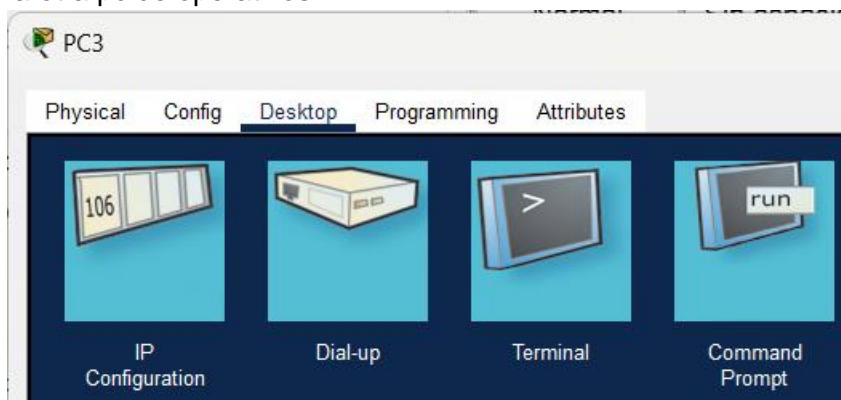 PC3
Physical Config Desktop Programming Attributes
106
>
run
IP
Configuration
Dial-up
Terminal
Command
Prompt